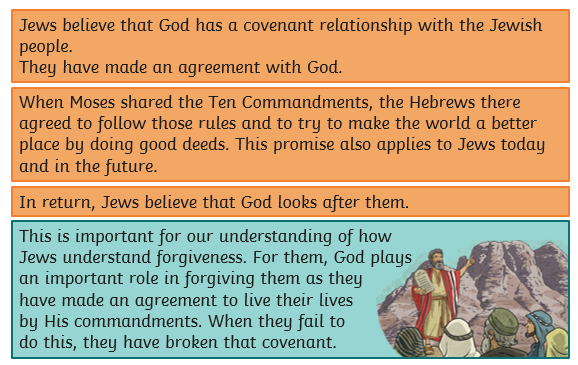 Jews believe that God has a covenant relationship with the Jewish
people.
They have made an agreement with God.
When Moses shared the Ten Commandments, the Hebrews there
agreed to follow those rules and to try to make the world a better
place by doing good deeds. This promise also applies to Jews today
and in the future.
In return, Jews believe that God looks after them.
This is important for our understanding of how
Jews understand forgiveness. For them, God plays
an important role in forgiving them as they
have made an agreement to live their lives
by His commandments. When they fail to
do this, they have broken that covenant.